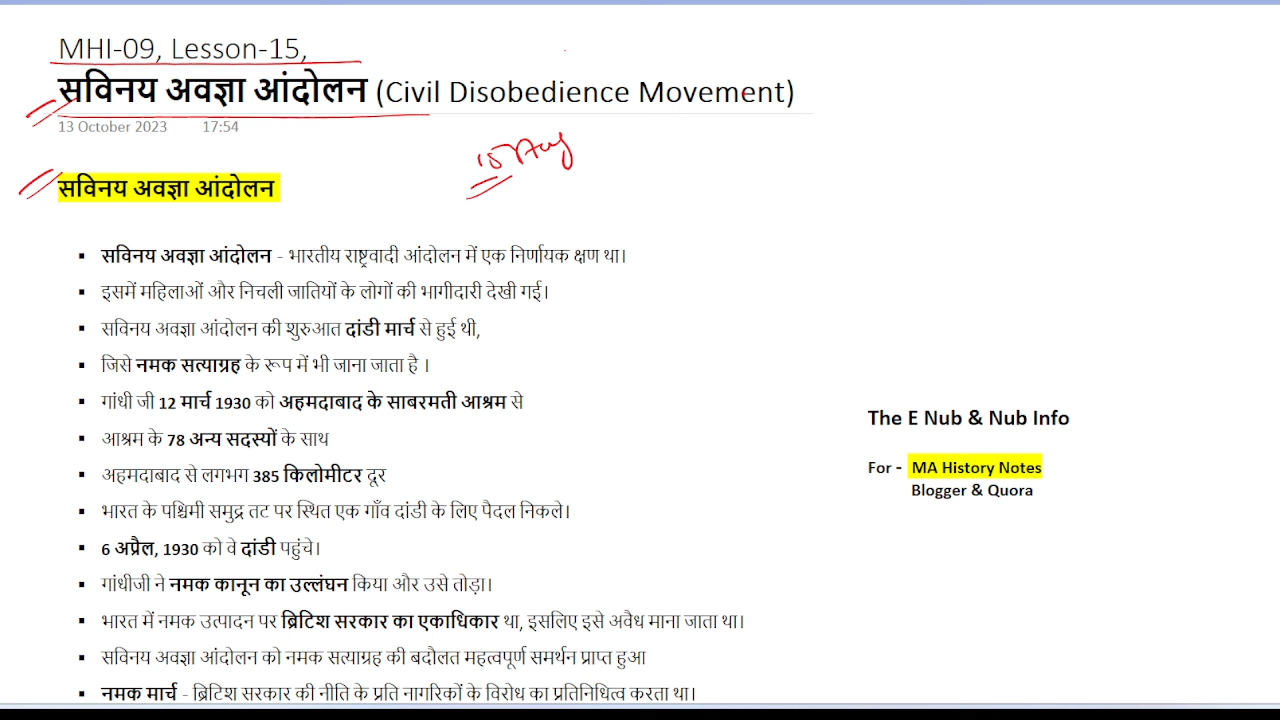 MHI-09, Lesson-15,
सविनय अवज्ञा आंदोलन (Civil Disobedience Movement)
13 October 2023 17:54
15 Aug
सविनय अवज्ञा आंदोलन
▪ सविनय अवज्ञा आंदोलन - भारतीय राष्ट्रवादी आंदोलन में एक निर्णायक क्षण था।
▪ इसमें महिलाओं और निचली जातियों के लोगों की भागीदारी देखी गई।
▪ सविनय अवज्ञा आंदोलन की शुरुआत दांडी मार्च से हुई थी,
▪ जिसे नमक सत्याग्रह के रूप में भी जाना जाता है ।
▪ गांधी जी 12 मार्च 1930 को अहमदाबाद के साबरमती आश्रम से
▪ आश्रम के 78 अन्य सदस्यों के साथ
▪ अहमदाबाद से लगभग 385 किलोमीटर दूर
▪ भारत के पश्चिमी समुद्र तट पर स्थित एक गाँव दांडी के लिए पैदल निकले।
▪ 6 अप्रैल, 1930 को वे दांडी पहुंचे।
▪ गांधीजी ने नमक कानून का उल्लंघन किया और उसे तोड़ा।
▪ भारत में नमक उत्पादन पर ब्रिटिश सरकार का एकाधिकार था, इसलिए इसे अवैध माना जाता था।
▪ सविनय अवज्ञा आंदोलन को नमक सत्याग्रह की बदौलत महत्वपूर्ण समर्थन प्राप्त हुआ
▪ नमक मार्च - ब्रिटिश सरकार की नीति के प्रति नागरिकों के विरोध का प्रतिनिधित्व करता था।
The E Nub & Nub Info
For - MA History Notes
Blogger & Quora